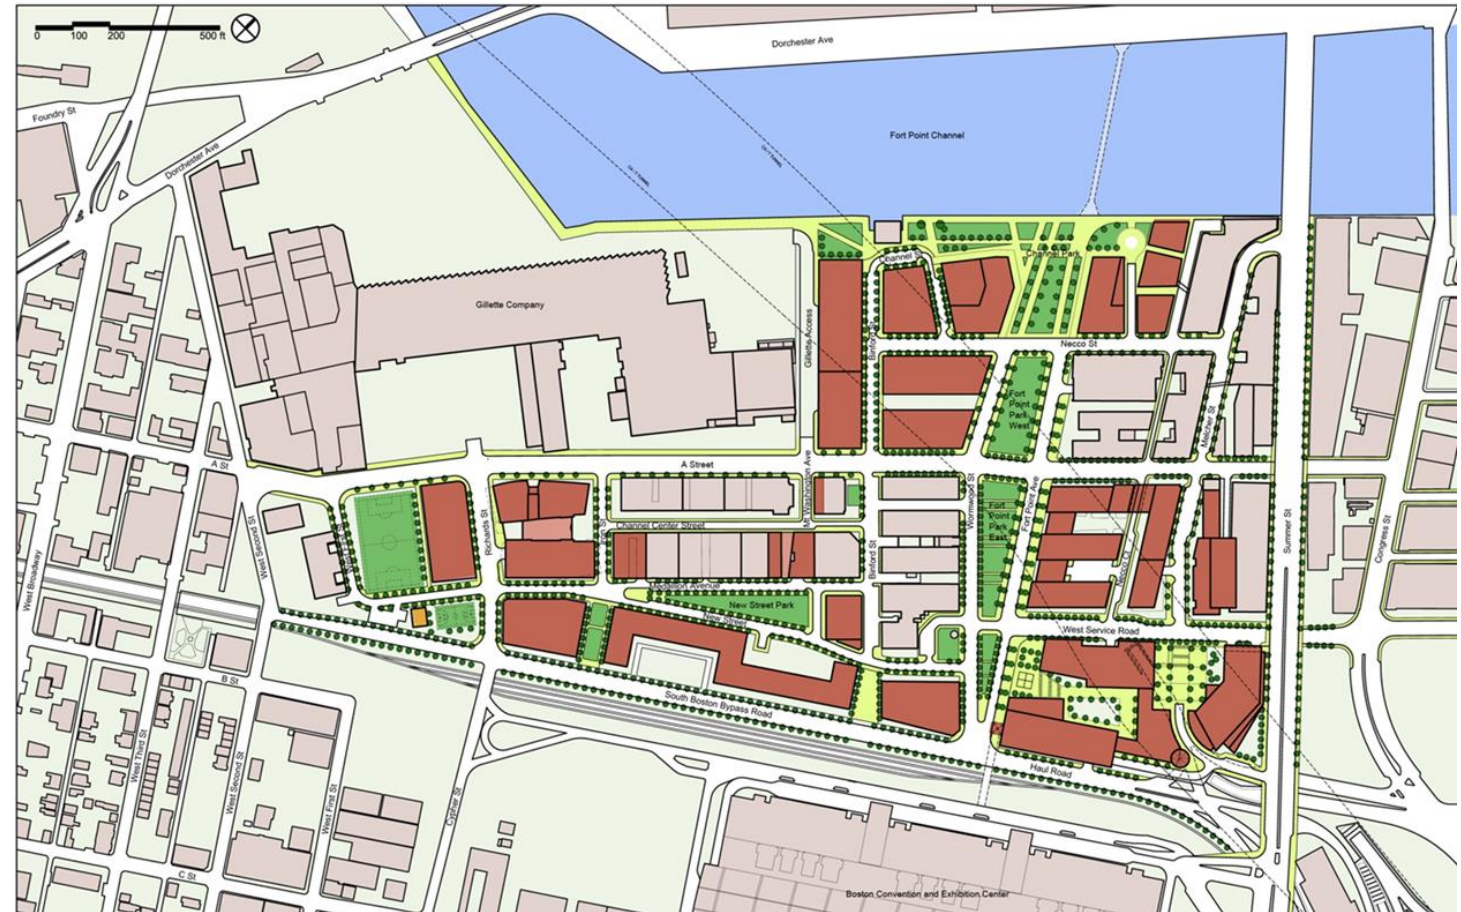 0 100 200 500 ft
Dorchester Ave
Foundry St
Dorchester Ave
Fort Point Channel
Channel St
Channel Park
Gillette Company
Gillette Access
Binford St
Necco St
Fort
Point
Park
West
Melcher St
A St
A Street
Mt Washington Ave
Wormwood St
Fort Point Ave
Fort
Point
Park
East
Richards St
Channel Center Street
Binford St
Necco Ct
Summer St
Congress St
West Broadway
West Second St
Medallion Avenue
New Street Park
New Street
West Service Road
B St
South Boston Bypass Road
Haul Road
West Third St
West Second St
West First St
Cypher St
C St
Boston Convention and Exhibition Center